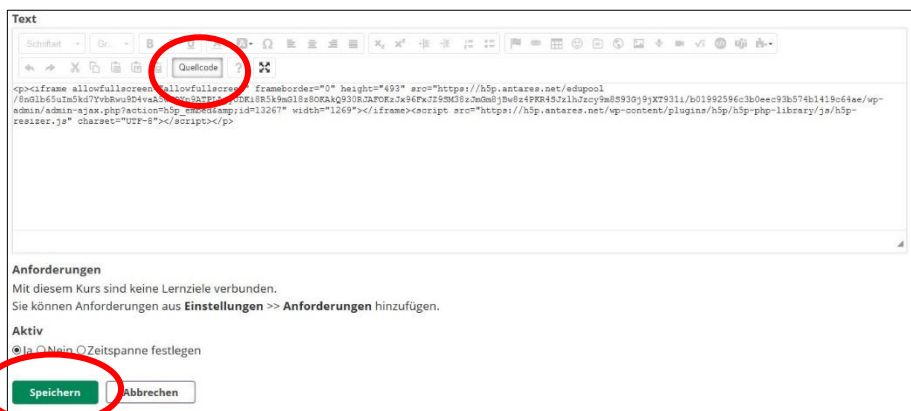 Text
Schriftart Gr... B U
Quellcode ?
<p><iframe allowfullscreen="allowfullscreen" frameborder="0" height="493" src="https://h5p.antares.net/edupool
admin/admin-ajax.php?action=h5p_embed&amp;id=13267" width="1269"></iframe><script src="https://h5p.antares.net/wp-content/plugins/h5p/h5p-php-library/js/h5p-
resizer.js" charset="UTF-8"></script></p>
Anforderungen
Mit diesem Kurs sind keine Lernziele verbunden.
Sie können Anforderungen aus Einstellungen >> Anforderungen hinzufügen.
Aktiv
Ja Nein Zeitspanne festlegen
Speichern Abbrechen